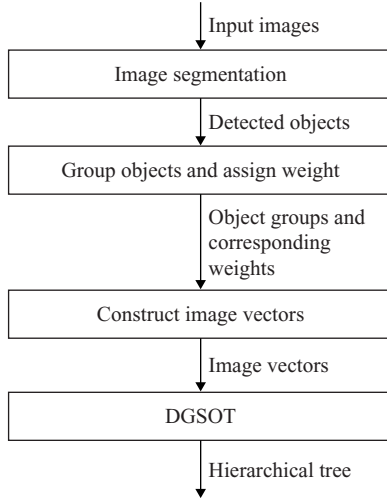 Input images
Image segmentation
Detected objects
Group objects and assign weight
Object groups and
corresponding
weights
Construct image vectors
Image vectors
DGSOT
Hierarchical tree